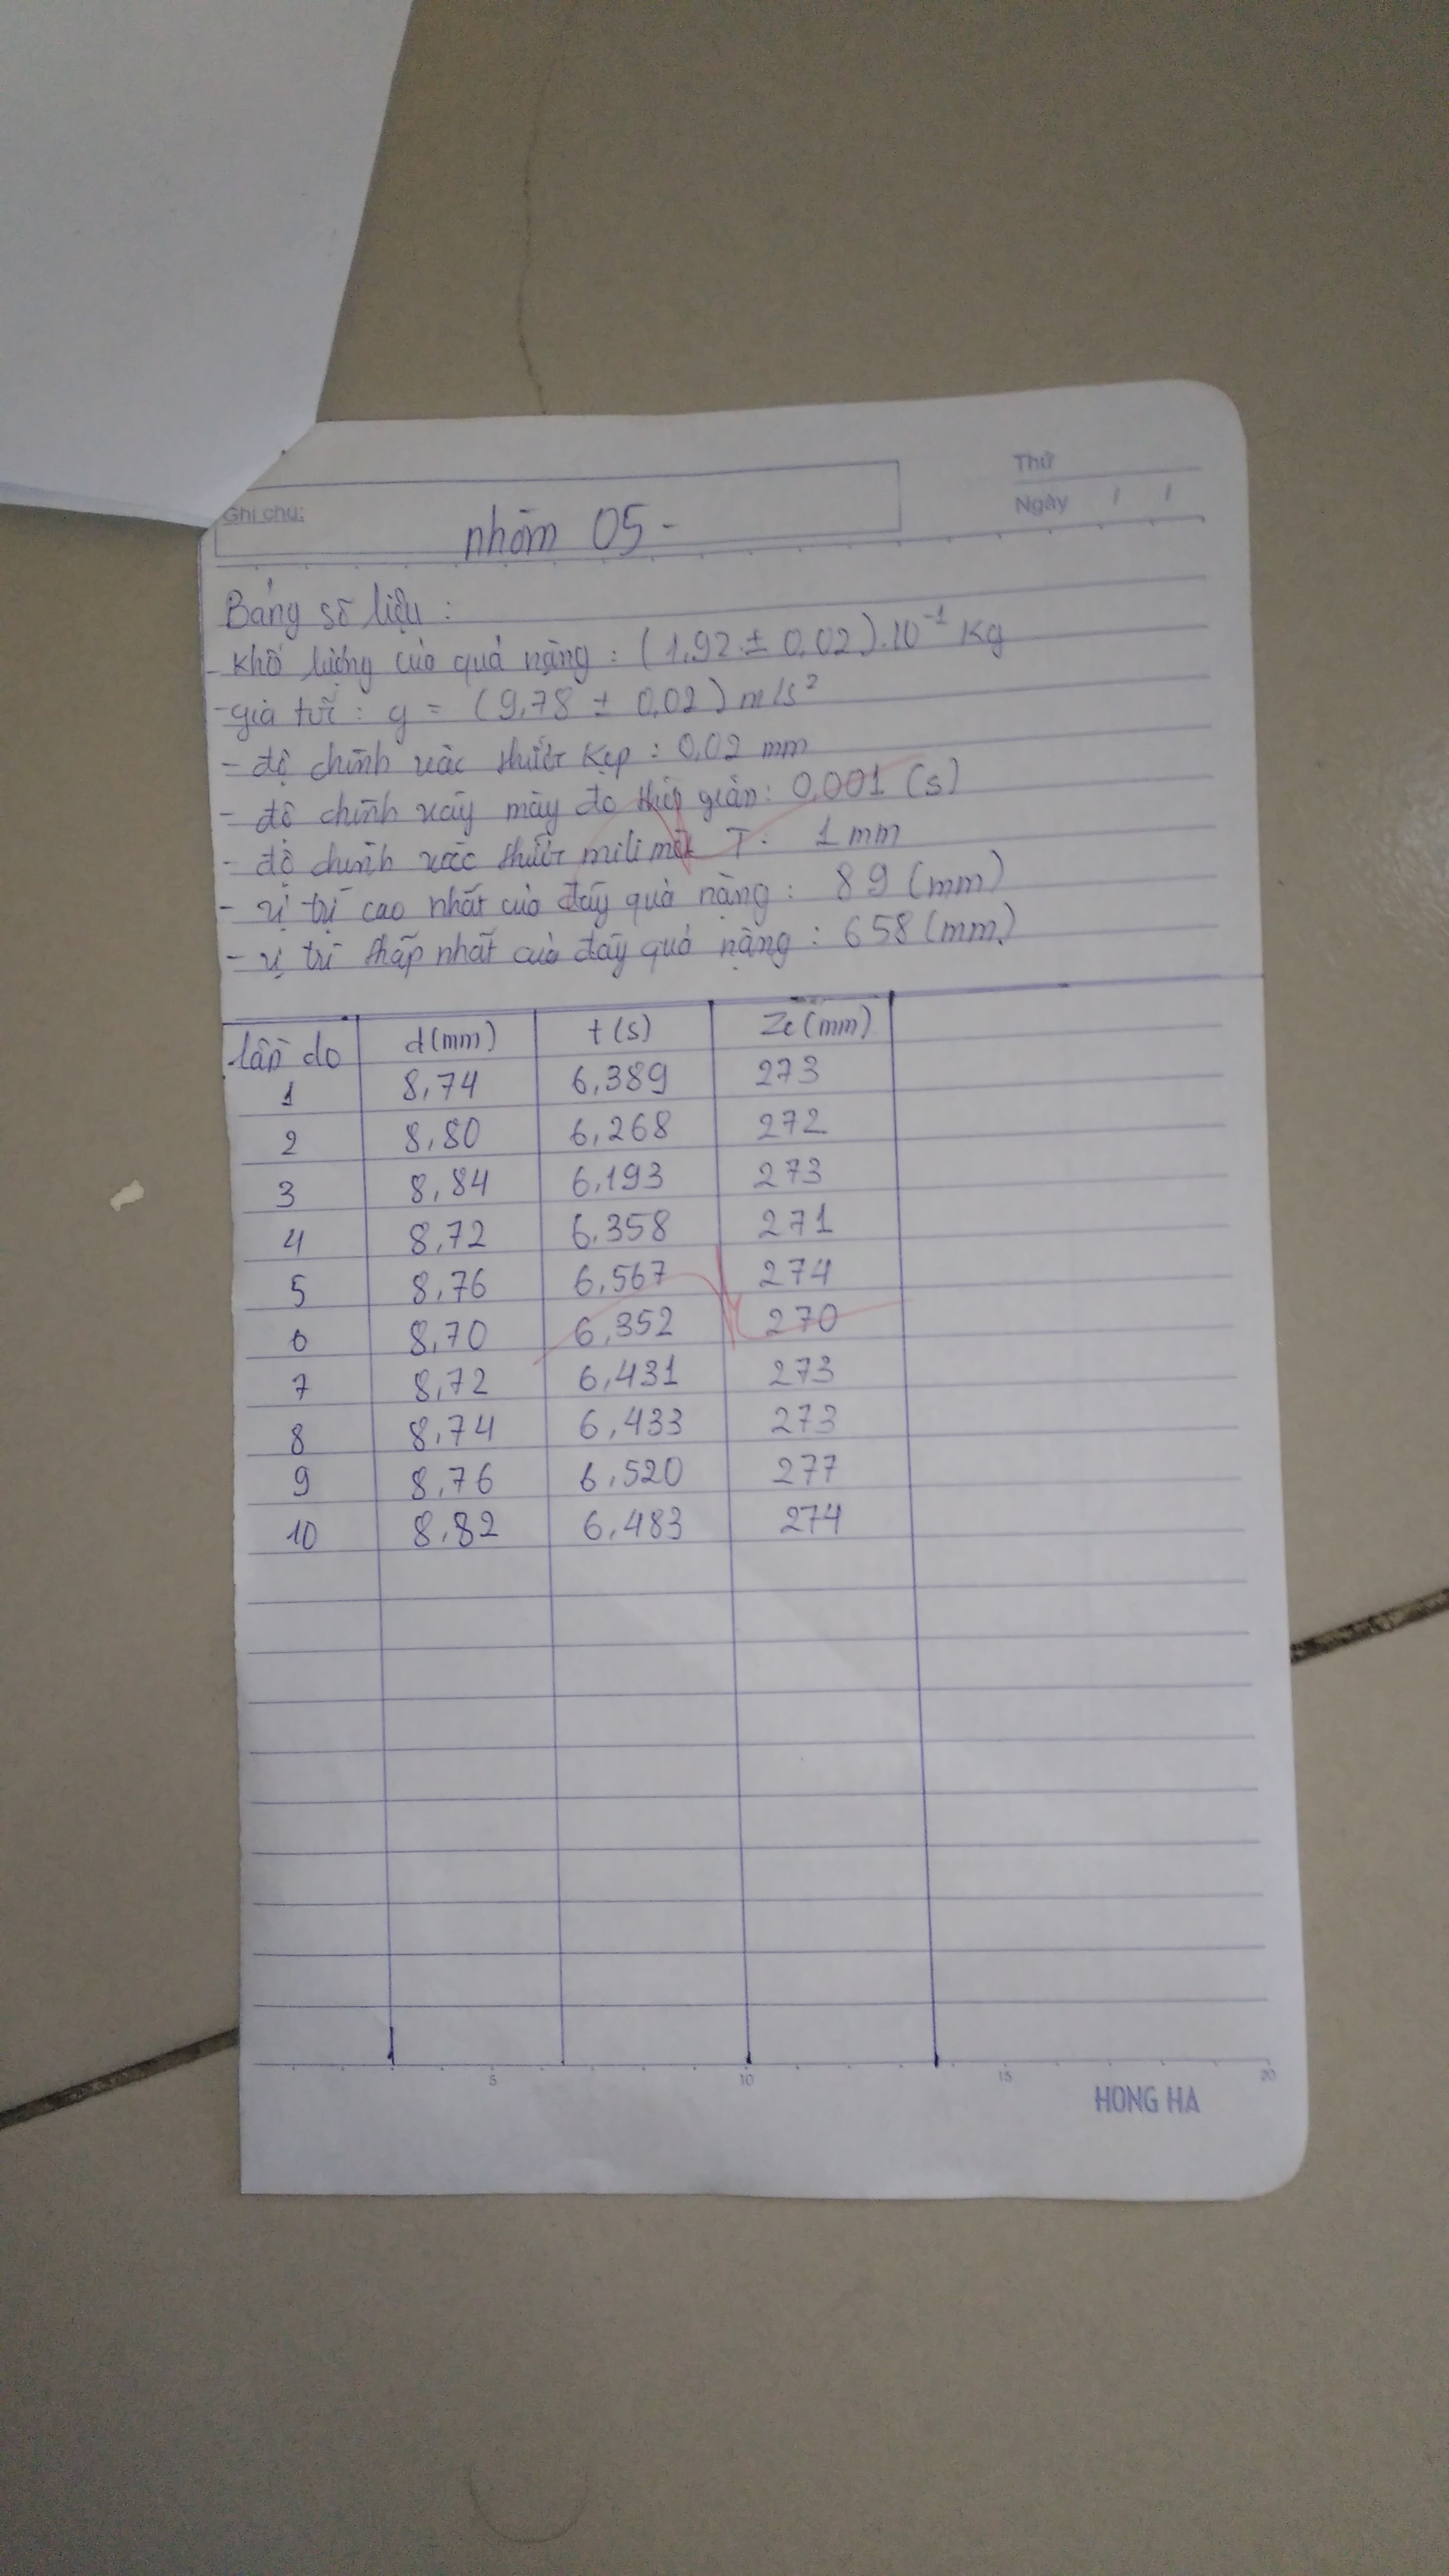 Thứ
Ghi chú:
Ngày / /
nhóm 05-
Bảng số liệu :
- Khố lượng của quả nặng : (1,92 ± 0,02).10⁻¹ Kg
- gia tốc : g = (9,78 ± 0,02) m/s²
- độ chính xác thước kẹp : 0,02 mm
- độ chính xáy máy đo thời gian: 0,001 (s)
- độ chính xác thước milimét T: 1 mm
- vị trí cao nhất của đáy quả nặng : 89 (mm)
- vị trí thấp nhất của đáy quả nặng : 658 (mm)
lần đo d(mm) t(s) Zc(mm)
1 8,74 6,389 273
2 8,80 6,268 272
3 8,84 6,193 273
4 8,72 6,358 271
5 8,76 6,567 274
6 8,70 6,352 270
7 8,72 6,431 273
8 8,74 6,433 273
9 8,76 6,520 277
10 8,82 6,483 274
5 10 15 20
HONG HA